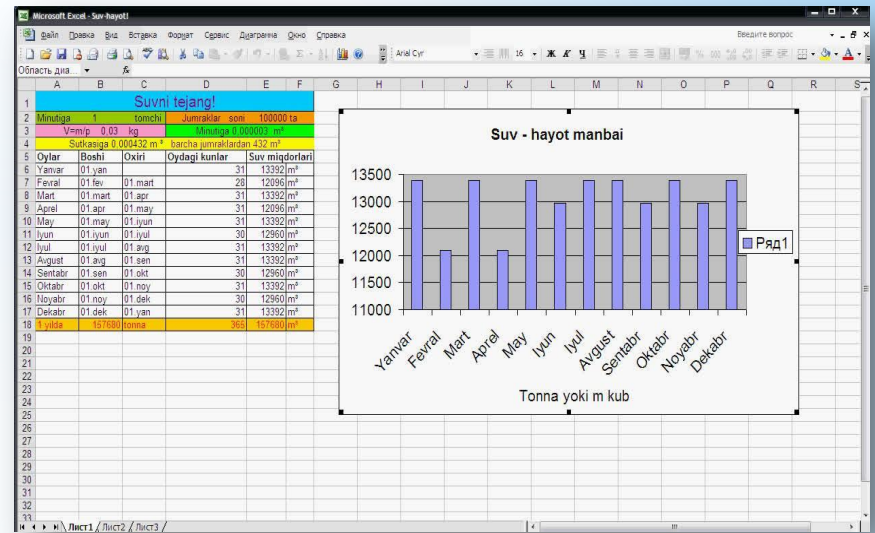 Microsoft Excel - Suv-hayot!
Файл Правка Вид Вставка Формат Сервис Диаграмма Окно Справка
Введите вопрос
Arial Cyr 16 Ж К Ч
Область диа... fx
A B C D E F G H I J K L M N O P Q R S
1 Suvni tejang!
2 Minutiga 1 tomchi Jumraklar soni 100000 ta
3 V=m/p 0,03 kg Minutiga 0,000003 m³
4 Sutkasiga 0,000432 m³ barcha jumraklardan 432 m³
5 Oylar Boshi Oxiri Oydagi kunlar Suv miqdorlari
6 Yanvar 01.yan 31 13392 m³
7 Fevral 01.fev 01.mart 28 12096 m³
8 Mart 01.mart 01.apr 31 13392 m³
9 Aprel 01.apr 01.may 31 12096 m³
10 May 01.may 01.iyun 31 13392 m³
11 Iyun 01.iyun 01.iyul 30 12960 m³
12 Iyul 01.iyul 01.avg 31 13392 m³
13 Avgust 01.avg 01.sen 31 13392 m³
14 Sentabr 01.sen 01.okt 30 12960 m³
15 Oktabr 01.okt 01.noy 31 13392 m³
16 Noyabr 01.noy 01.dek 30 12960 m³
17 Dekabr 01.dek 01.yan 31 13392 m³
18 1 yilda 157680 tonna 365 157680 m³
19
20
21
22
23
24
25
26
27
28
29
30
31
32
33
Suv - hayot manbai
13500
13000
12500
12000
11500
11000
Ряд1
Yanvar Fevral Mart Aprel May Iyun Iyul Avgust Sentabr Oktabr Noyabr Dekabr
Tonna yoki m kub
Лист1 Лист2 Лист3